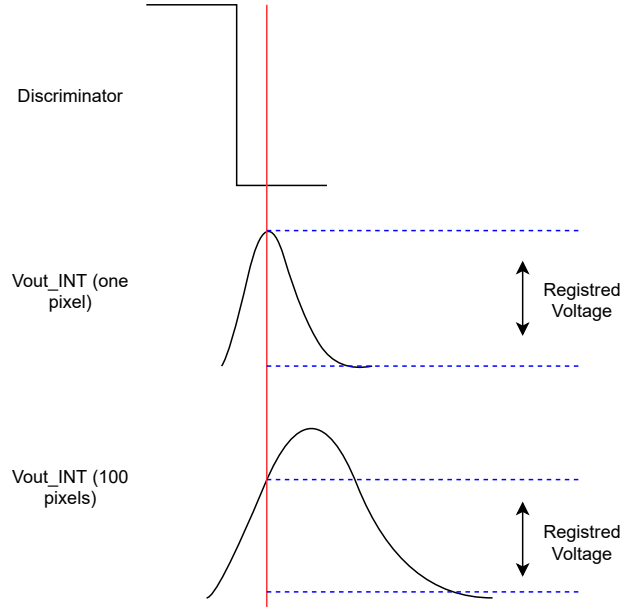 Discriminator
Vout_INT (one
pixel)
Registred
Voltage
Vout_INT (100
pixels)
Registred
Voltage